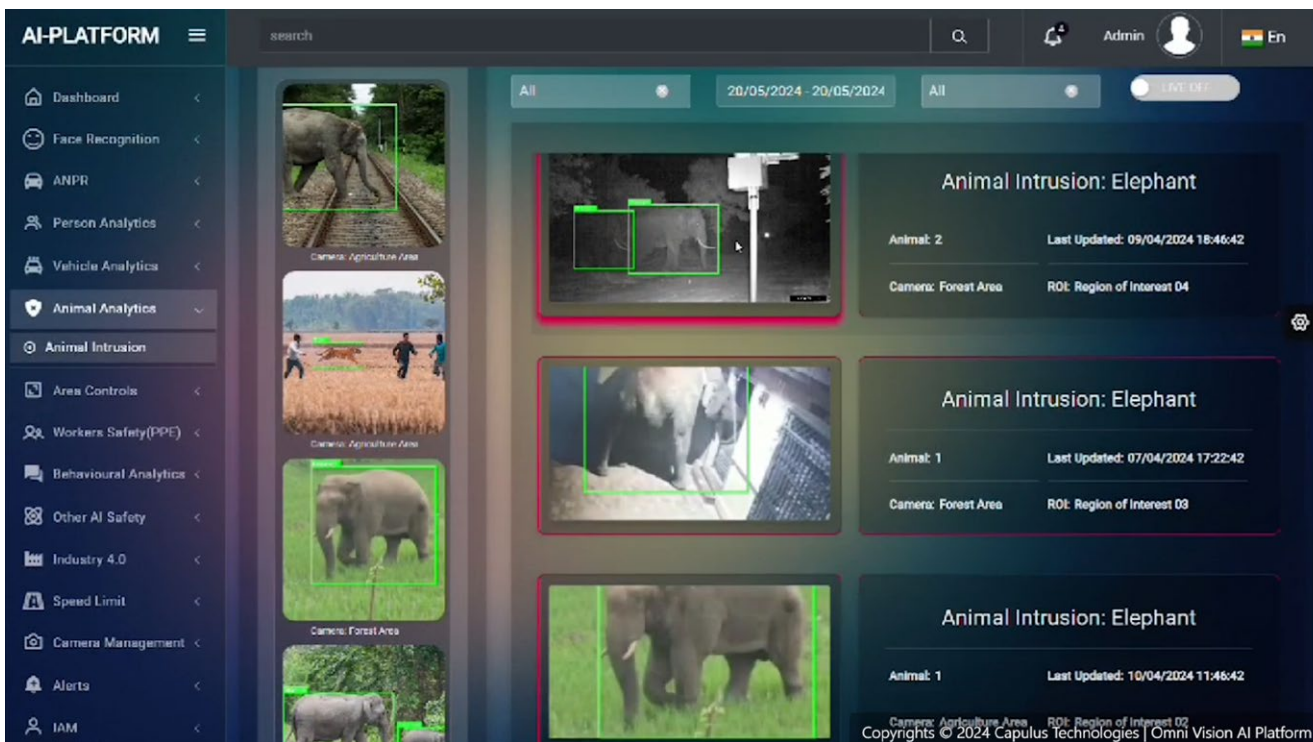 AI-PLATFORM
search
4
Admin
En
Dashboard
Face Recognition
ANPR
Person Analytics
Vehicle Analytics
Animal Analytics
Animal Intrusion
Area Controls
Workers Safety(PPE)
Behavioural Analytics
Other AI Safety
Industry 4.0
Speed Limit
Camera Management
Alerts
IAM
Camera: Agriculture Area
Camera: Agriculture Area
Camera: Forest Area
All
20/05/2024 - 20/05/2024
All
LIVE OFF
Animal Intrusion: Elephant
Animal: 2
Last Updated: 09/04/2024 18:46:42
Camera: Forest Area
ROI: Region of Interest 04
Animal Intrusion: Elephant
Animal: 1
Last Updated: 07/04/2024 17:22:42
Camera: Forest Area
ROI: Region of Interest 03
Animal Intrusion: Elephant
Animal: 1
Last Updated: 10/04/2024 11:46:42
Camera: Agriculture Area
ROI: Region of Interest 02
Copyrights © 2024 Capulus Technologies | Omni Vision AI Platform